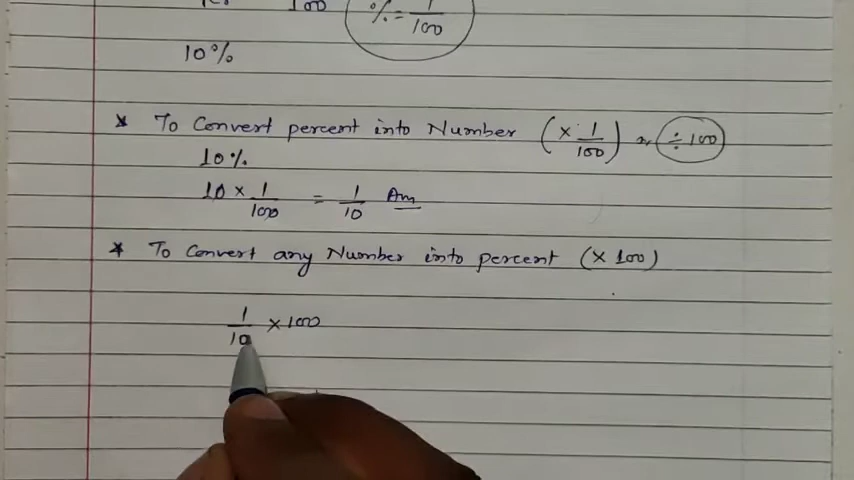 100 % = 1/100
10%
* To Convert percent into Number (× 1/100) or ÷ 100
10%
10 × 1/100 = 1/10 Ans
* To Convert any Number into percent (× 100)
1/10 × 100